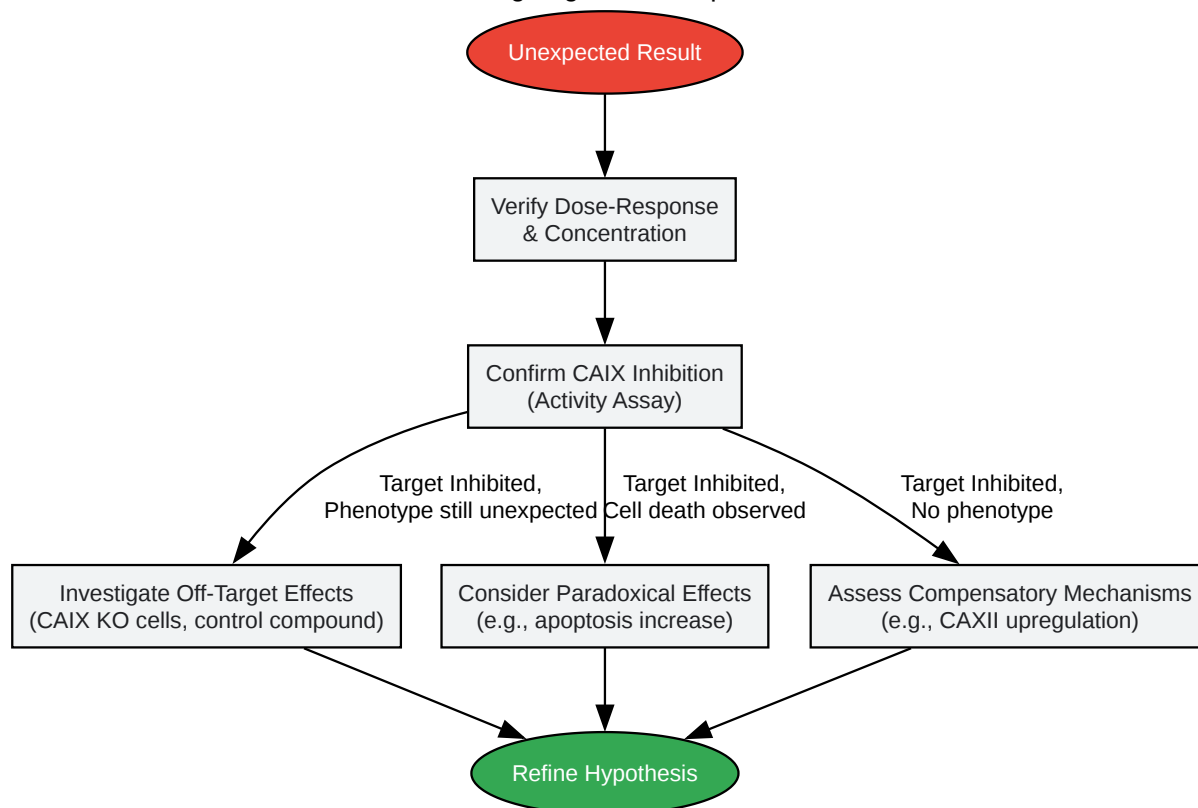 Unexpected Result
Verify Dose-Response
& Concentration
Confirm CAIX Inhibition
(Activity Assay)
Target Inhibited,
Phenotype still unexpected
Target Inhibited,
Cell death observed
Target Inhibited,
No phenotype
Investigate Off-Target Effects
(CAIX KO cells, control compound)
Consider Paradoxical Effects
(e.g., apoptosis increase)
Assess Compensatory Mechanisms
(e.g., CAXII upregulation)
Refine Hypothesis